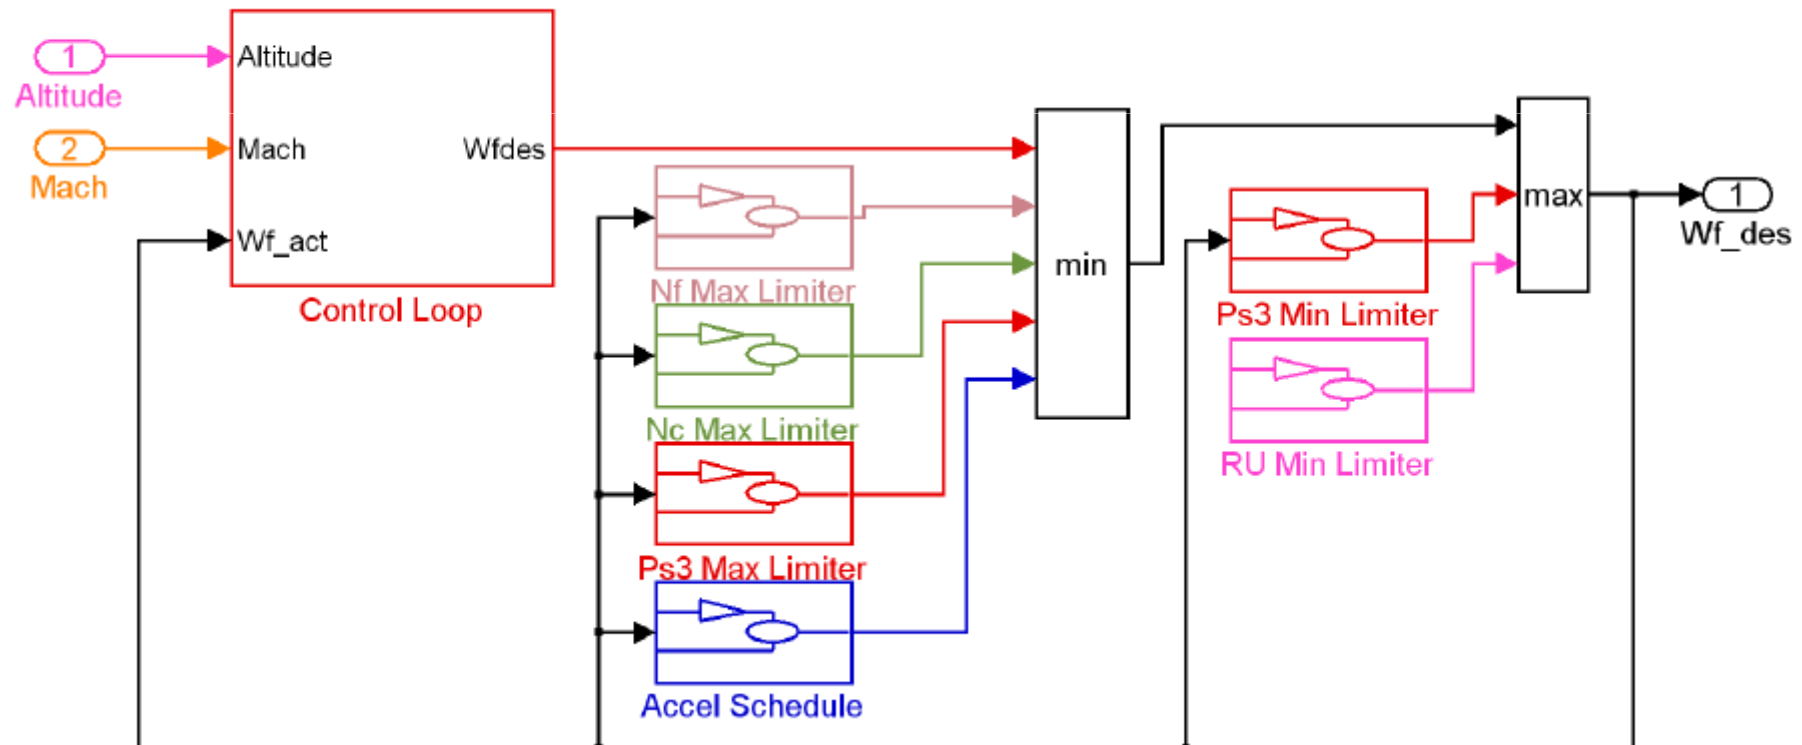 1
Altitude
2
Mach
Altitude
Mach
Wf_act
Wfdes
Control Loop
Nf Max Limiter
Nc Max Limiter
Ps3 Max Limiter
Accel Schedule
min
Ps3 Min Limiter
RU Min Limiter
max
1
Wf_des